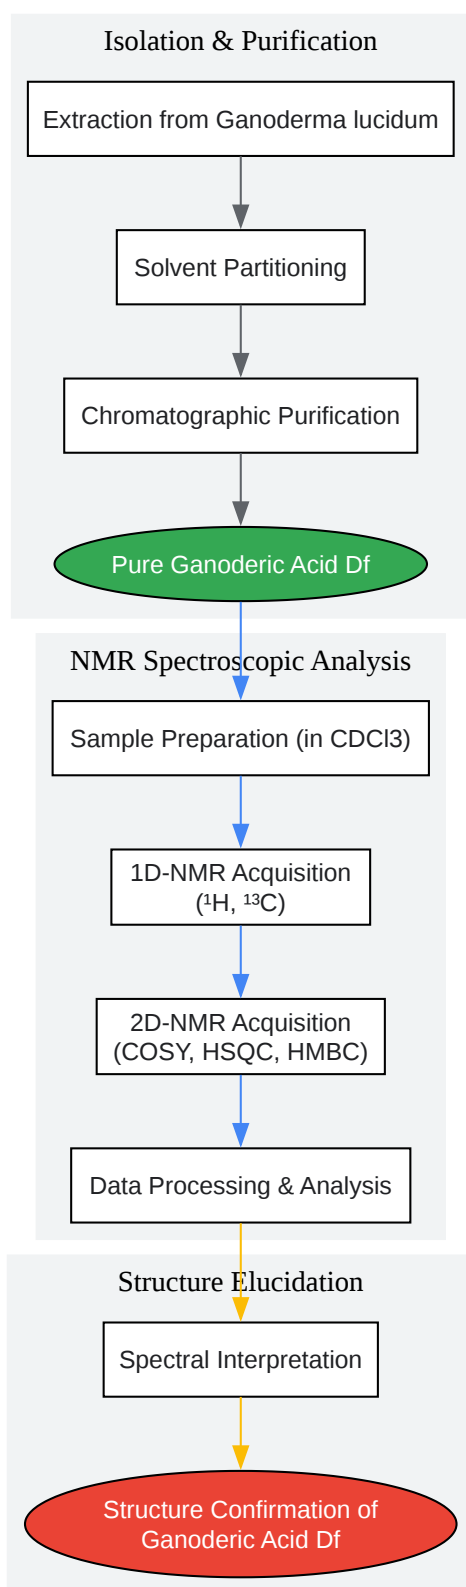 Isolation & Purification
Extraction from Ganoderma lucidum
Solvent Partitioning
Chromatographic Purification
Pure Ganoderic Acid Df
NMR Spectroscopic Analysis
Sample Preparation (in CDCl3)
1D-NMR Acquisition
(¹H, ¹³C)
2D-NMR Acquisition
(COSY, HSQC, HMBC)
Data Processing & Analysis
Structure Elucidation
Spectral Interpretation
Structure Confirmation of
Ganoderic Acid Df